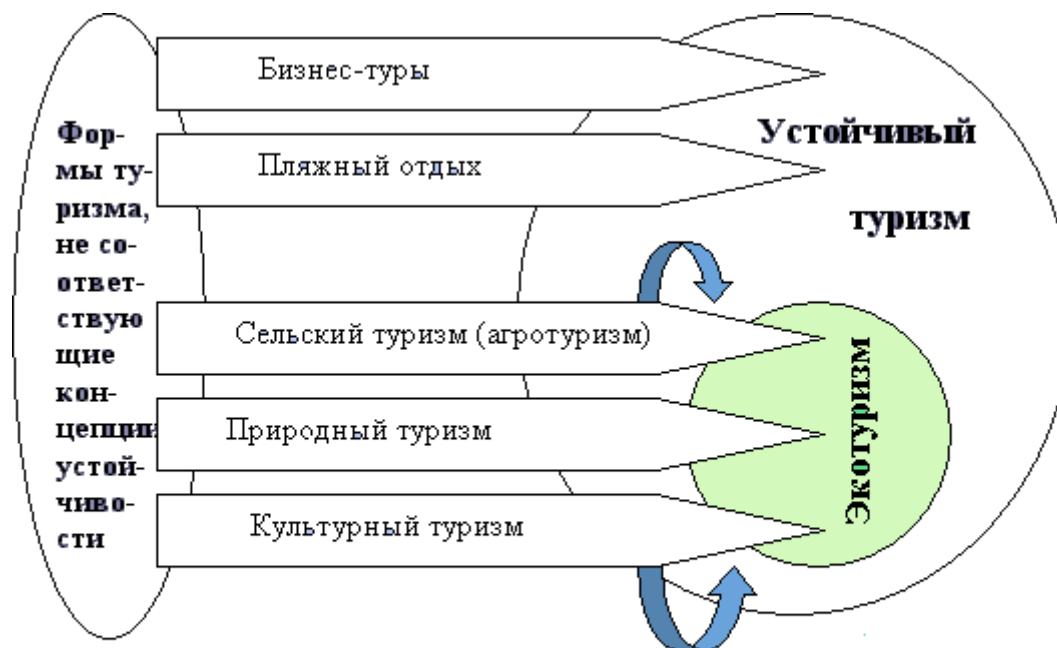 Фор-
мы ту-
ризма,
не со-
ответ-
ствую
щие
кон-
цепции
устой-
чиво-
сти
Бизнес-туры
Пляжный отдых
Сельский туризм (агротуризм)
Природный туризм
Культурный туризм
Устойчивый
туризм
Экотуризм